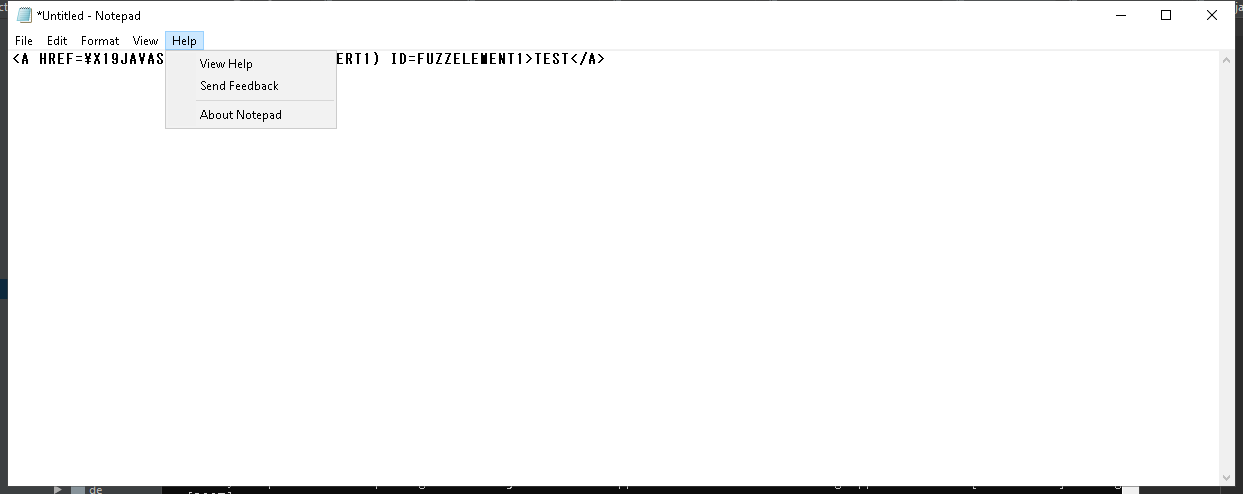 *Untitled - Notepad
File Edit Format View Help
<A HREF=¥X19JAVAS ERT1) ID=FUZZELEMENT1>TEST</A>
View Help
Send Feedback
About Notepad
de